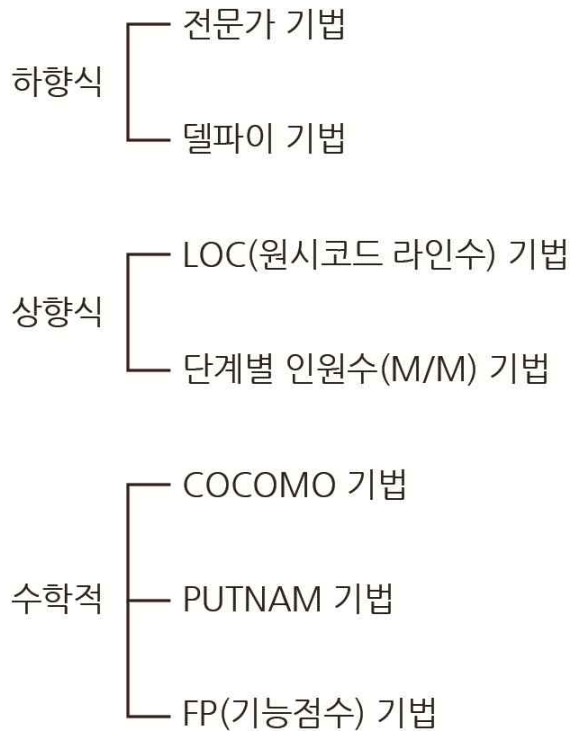 전문가 기법
하향식
델파이 기법
LOC(원시코드 라인수) 기법
상향식
단계별 인원수(M/M) 기법
COCOMO 기법
수학적
PUTNAM 기법
FP(기능점수) 기법